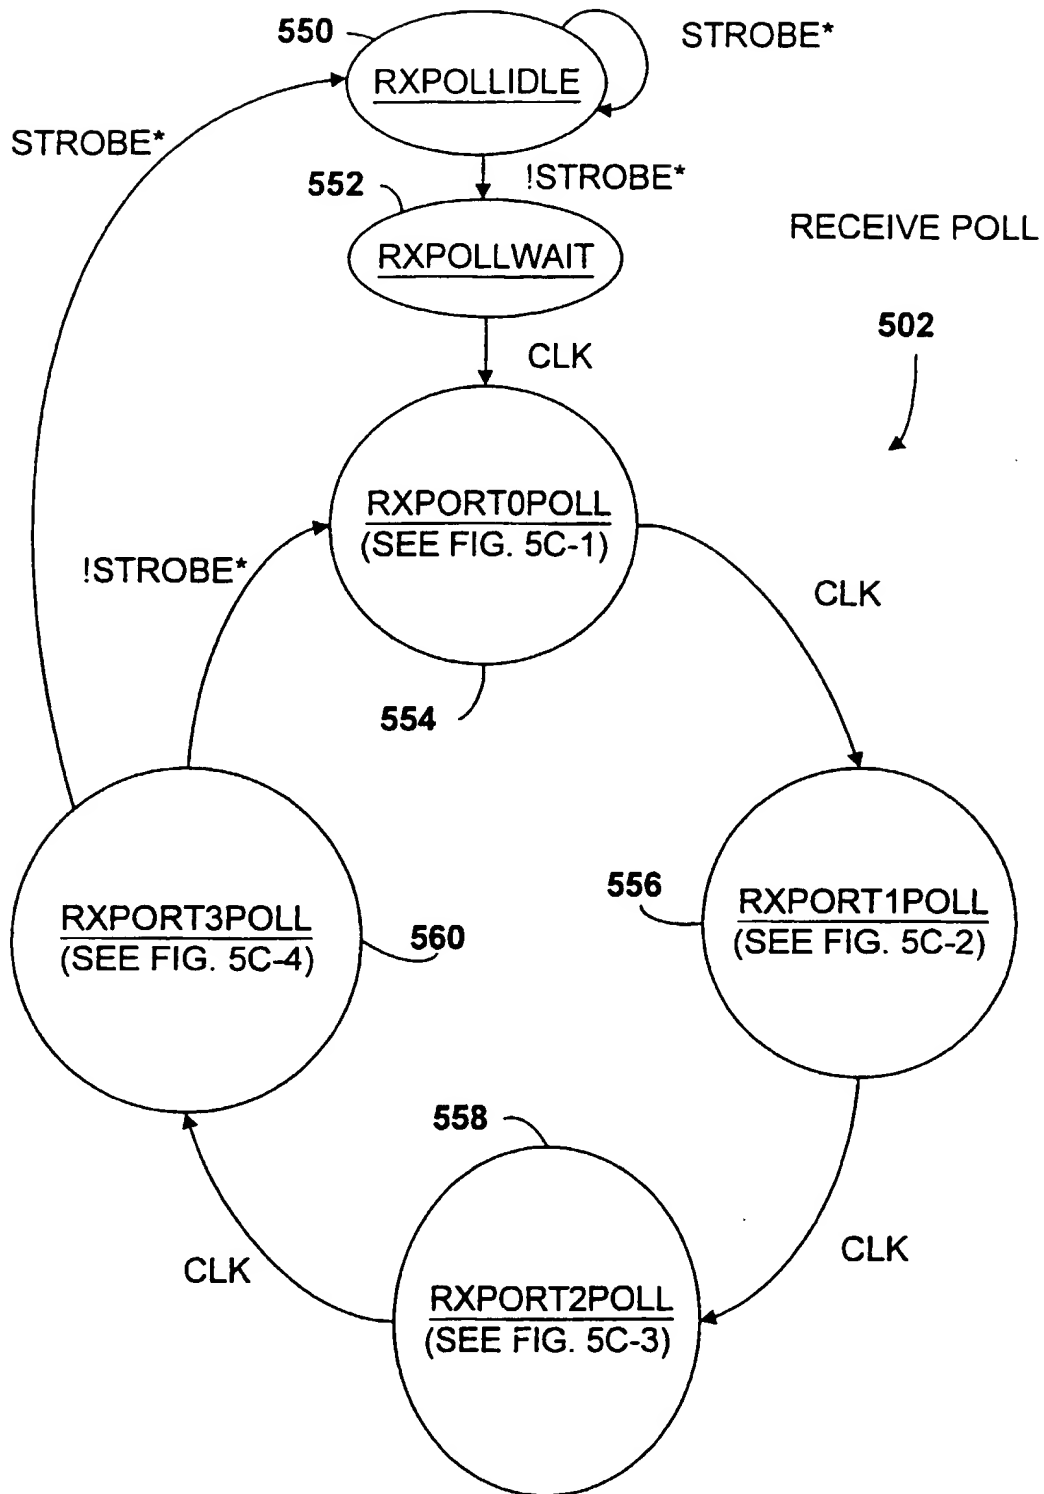 550
STROBE*
RXPOLLIDLE
STROBE*
!STROBE*
552
RXPOLLWAIT
RECEIVE POLL
502
CLK
RXPORT0POLL
(SEE FIG. 5C-1)
!STROBE*
CLK
554
556
RXPORT1POLL
(SEE FIG. 5C-2)
RXPORT3POLL
(SEE FIG. 5C-4)
560
558
CLK
CLK
RXPORT2POLL
(SEE FIG. 5C-3)